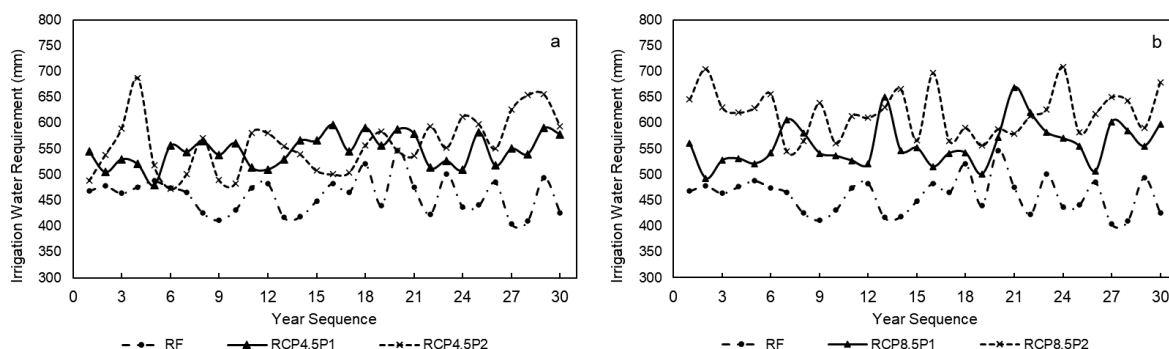 Irrigation Water Requirement (mm)
800
750
700
650
600
550
500
450
400
350
300
a
0 3 6 9 12 15 18 21 24 27 30
Year Sequence
RF RCP4.5P1 RCP4.5P2
Irrigation Water Requirement (mm)
800
750
700
650
600
550
500
450
400
350
300
b
0 3 6 9 12 15 18 21 24 27 30
Year Sequence
RF RCP8.5P1 RCP8.5P2